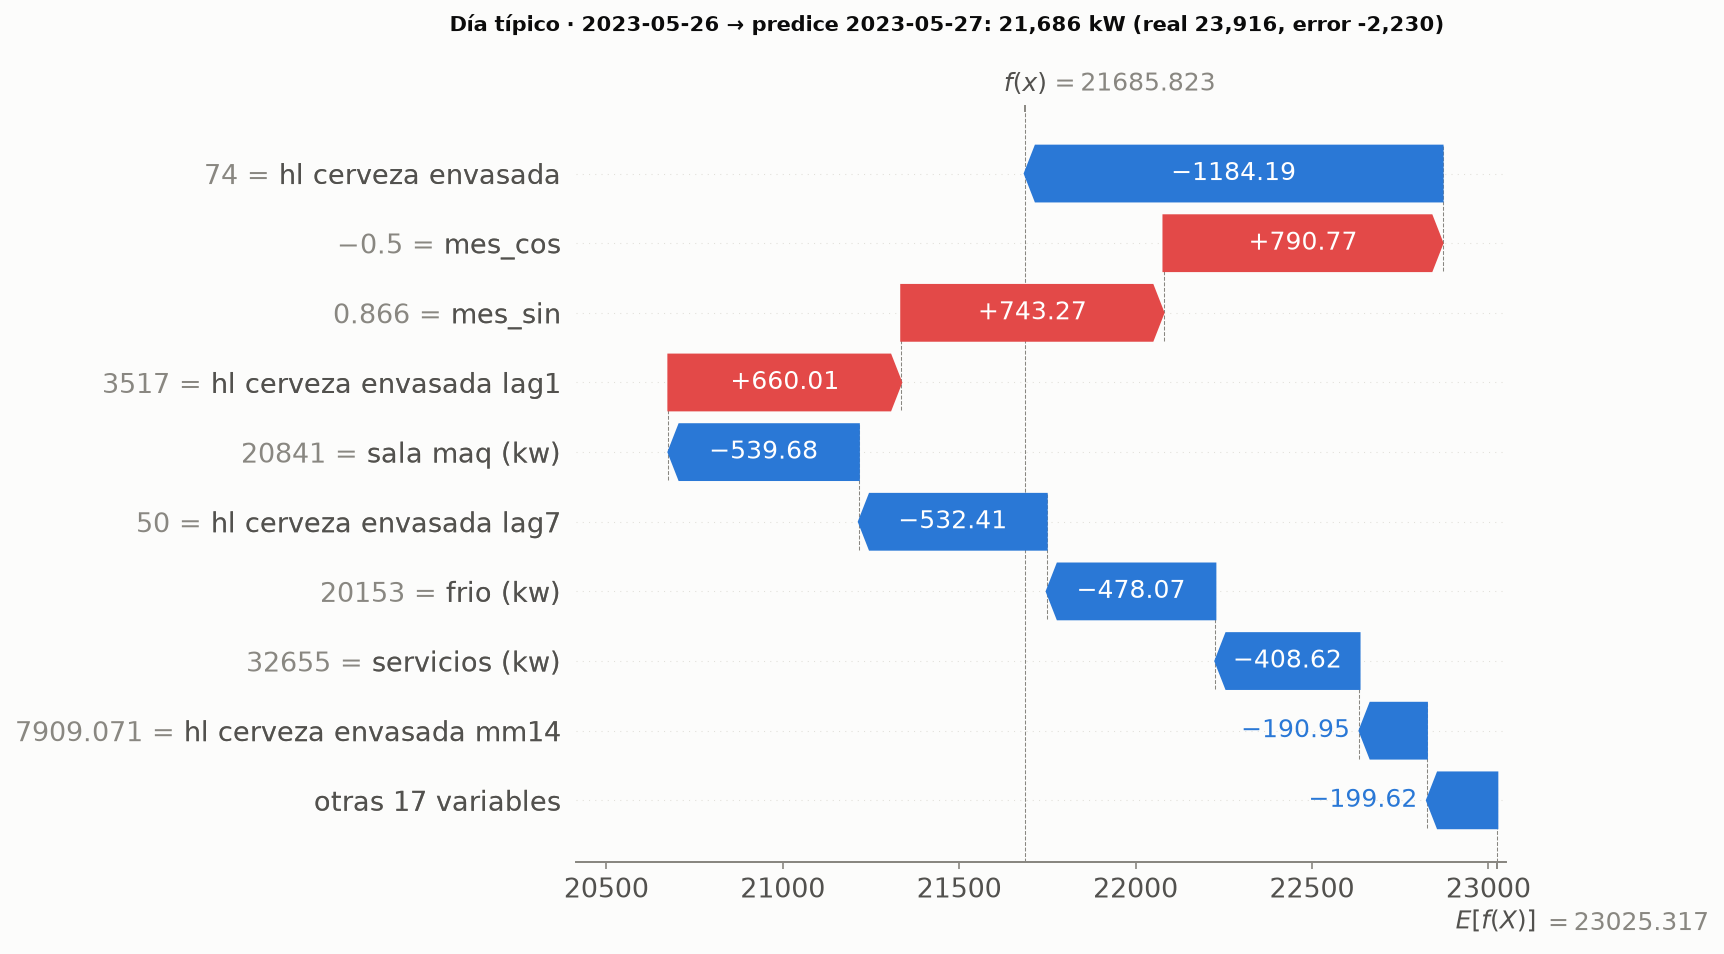 Día típico · 2023-05-26 → predice 2023-05-27: 21,686 kW (real 23,916, error -2,230)
f(x) = 21685.823
74 = hl cerveza envasada −1184.19
−0.5 = mes_cos +790.77
0.866 = mes_sin +743.27
3517 = hl cerveza envasada lag1 +660.01
20841 = sala maq (kw) −539.68
50 = hl cerveza envasada lag7 −532.41
20153 = frio (kw) −478.07
32655 = servicios (kw) −408.62
7909.071 = hl cerveza envasada mm14 −190.95
otras 17 variables −199.62
20500 21000 21500 22000 22500 23000
E[f(X)] = 23025.317